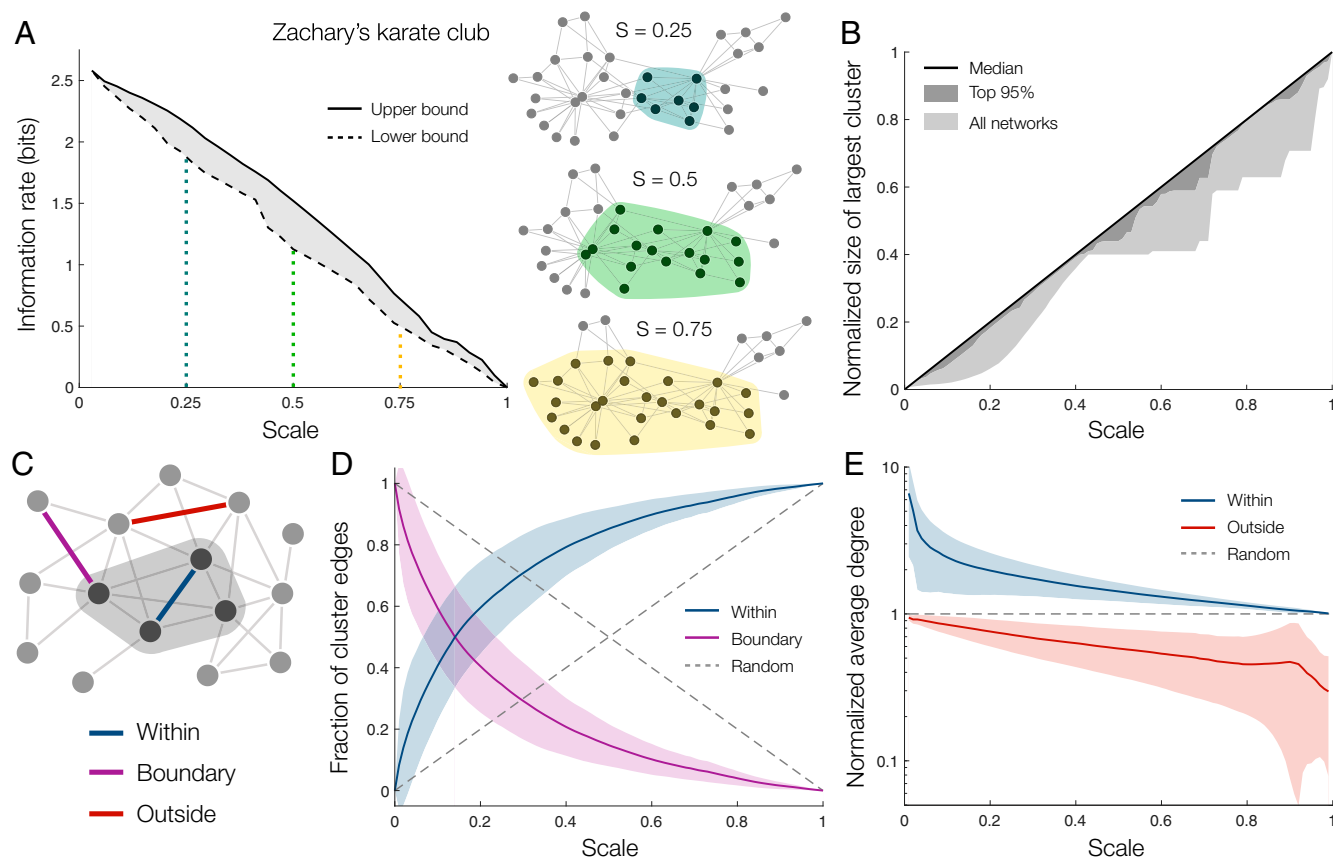 A
Zachary's karate club
Information rate (bits)
2.5
2
1.5
1
0.5
0
0
0.25
0.5
0.75
1
Scale
Upper bound
Lower bound
S = 0.25
S = 0.5
S = 0.75
B
Normalized size of largest cluster
1
0.8
0.6
0.4
0.2
0
0
0.2
0.4
0.6
0.8
1
Scale
Median
Top 95%
All networks
C
Within
Boundary
Outside
D
Fraction of cluster edges
1
0.8
0.6
0.4
0.2
0
0
0.2
0.4
0.6
0.8
1
Scale
Within
Boundary
Random
E
Normalized average degree
10
1
0.1
0
0.2
0.4
0.6
0.8
1
Scale
Within
Outside
Random